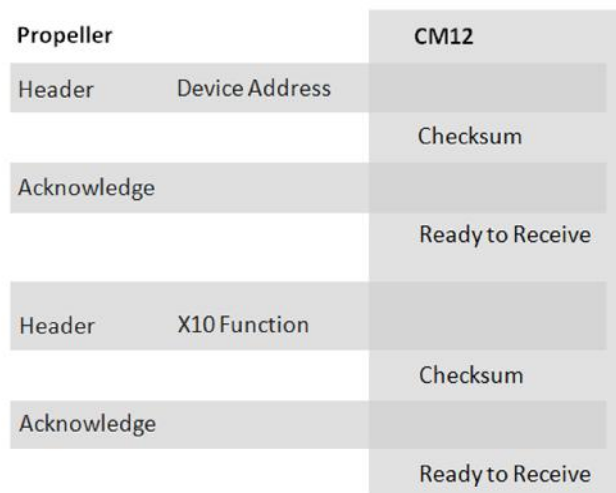 Propeller CM12
Header Device Address
Checksum
Acknowledge
Ready to Receive
Header X10 Function
Checksum
Acknowledge
Ready to Receive